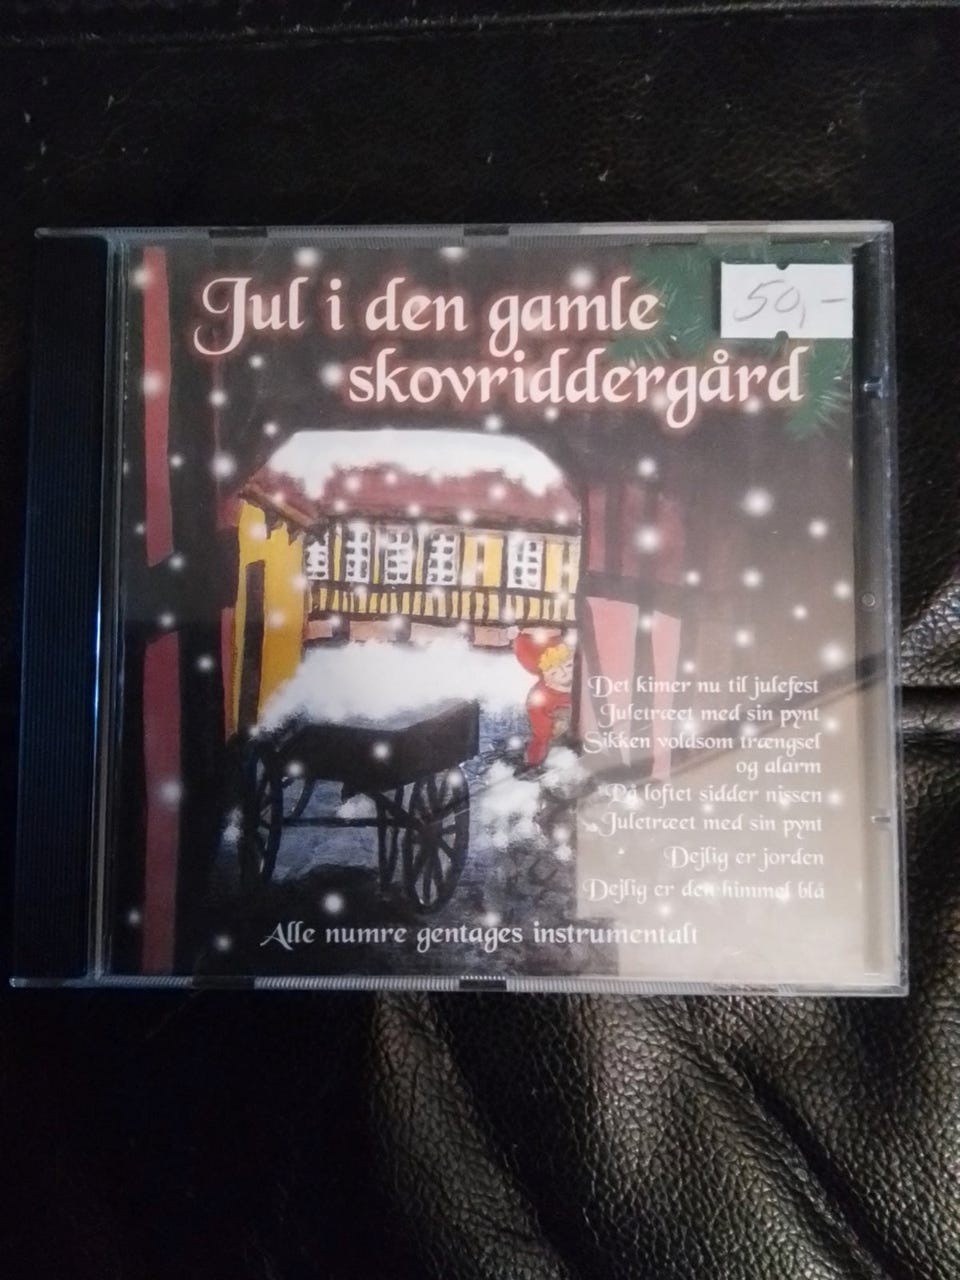 Jul i den gamle
skovriddergård
50,-
Det kimer nu til julefest
Juletræet med sin pynt
Sikken voldsom trængsel
og alarm
På loftet sidder nissen
Juletræet med sin pynt
Dejlig er jorden
Dejlig er den himmel blå
Alle numre gentages instrumentalt